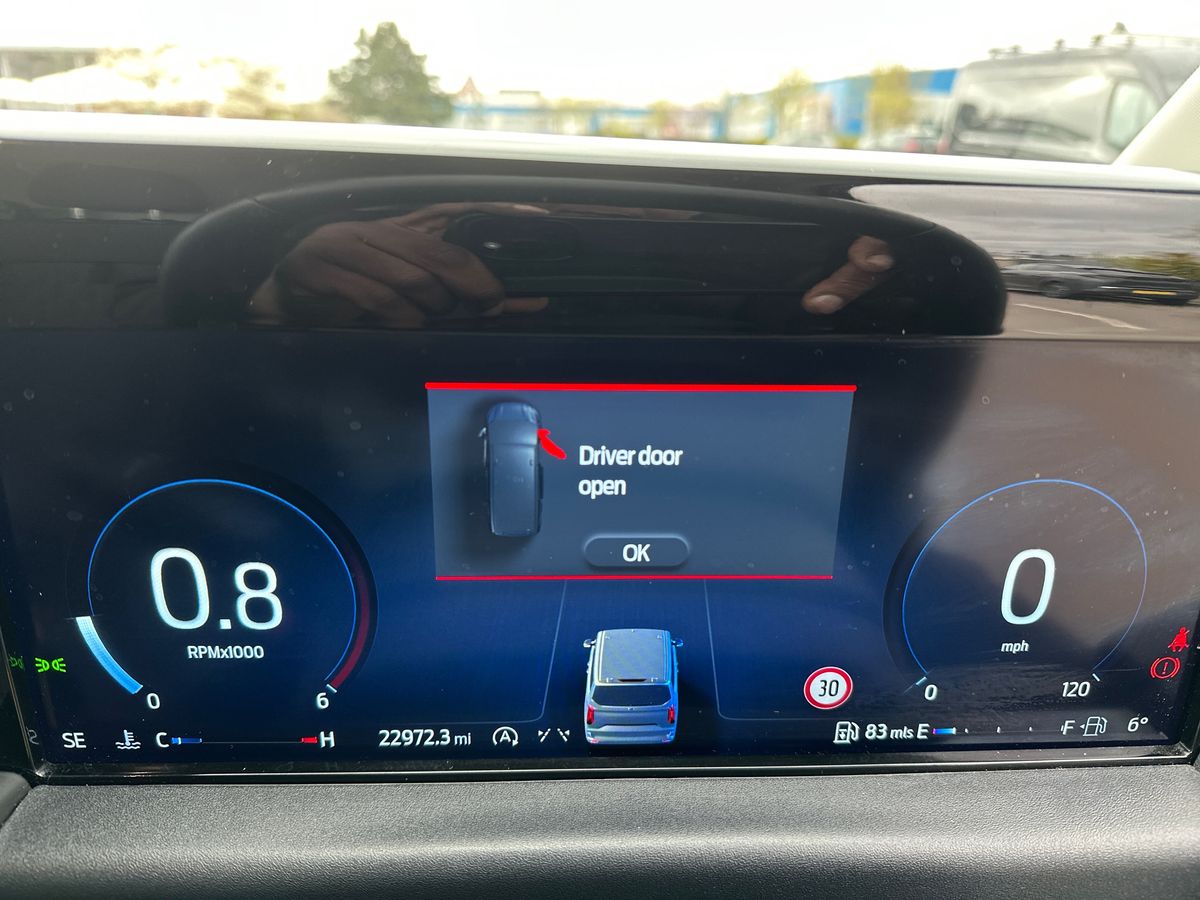 Driver door
open
OK
0.8
RPMx1000
0
6
0
mph
0
120
30
SE
C
H
22972.3 mi
A
83 mls
E
F
6°